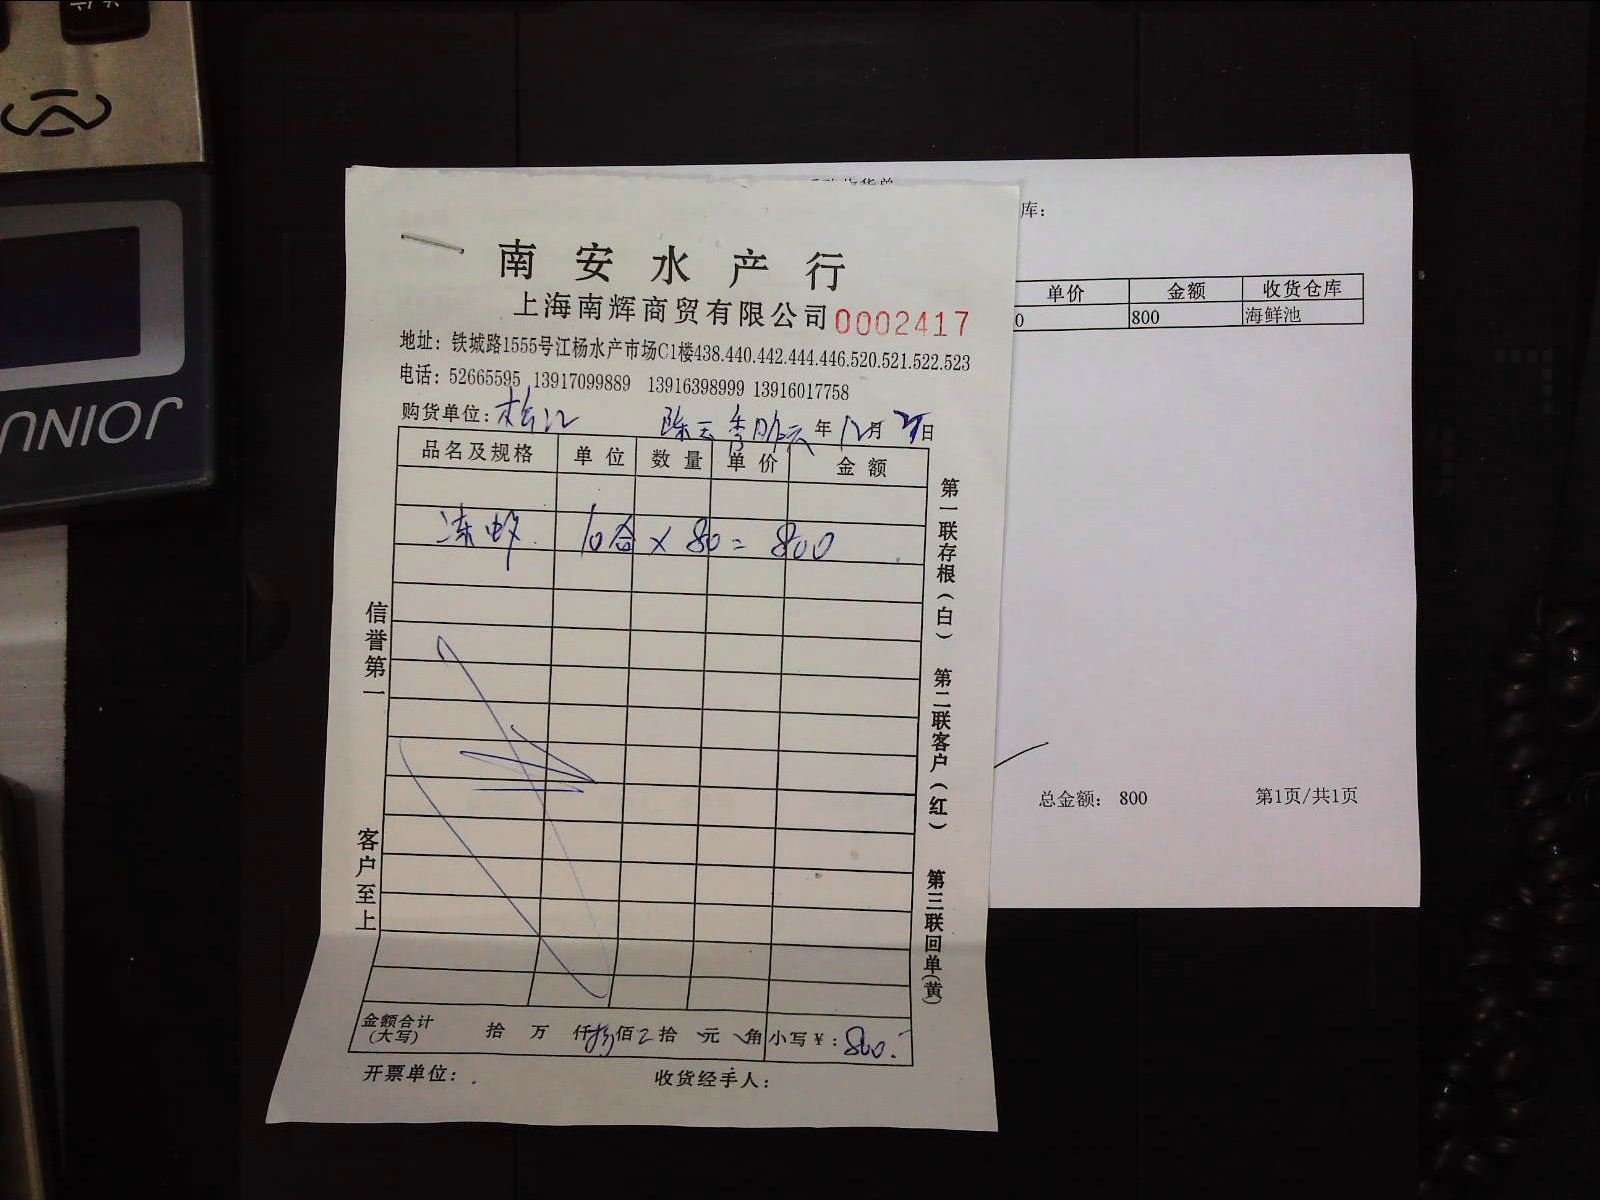 南安水产行
上海南辉商贸有限公司 0002417
地址：铁城路1555号江杨水产市场C1楼438.440.442.444.446.520.521.522.523
电话：52665595 13917099889 13916398999 13916017758
购货单位：松江 年12月 日
品名及规格 单位 数量 单价 金额
冻虾 10合×80=800
信誉第一
客户至上
第一联存根(白) 第二联客户(红) 第三联回单(黄)
金额合计(大写) 拾 万 仟 佰 拾 元 角 小写¥：800.
开票单位：
收货经手人：
库：
单价 金额 收货仓库
0 800 海鲜池
总金额： 800 第1页/共1页
JOINU